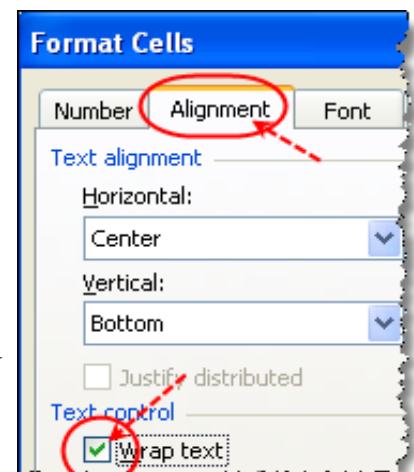 Format Cells
Number Alignment Font
Text alignment
Horizontal:
Center
Vertical:
Bottom
Justify distributed
Text control
Wrap text